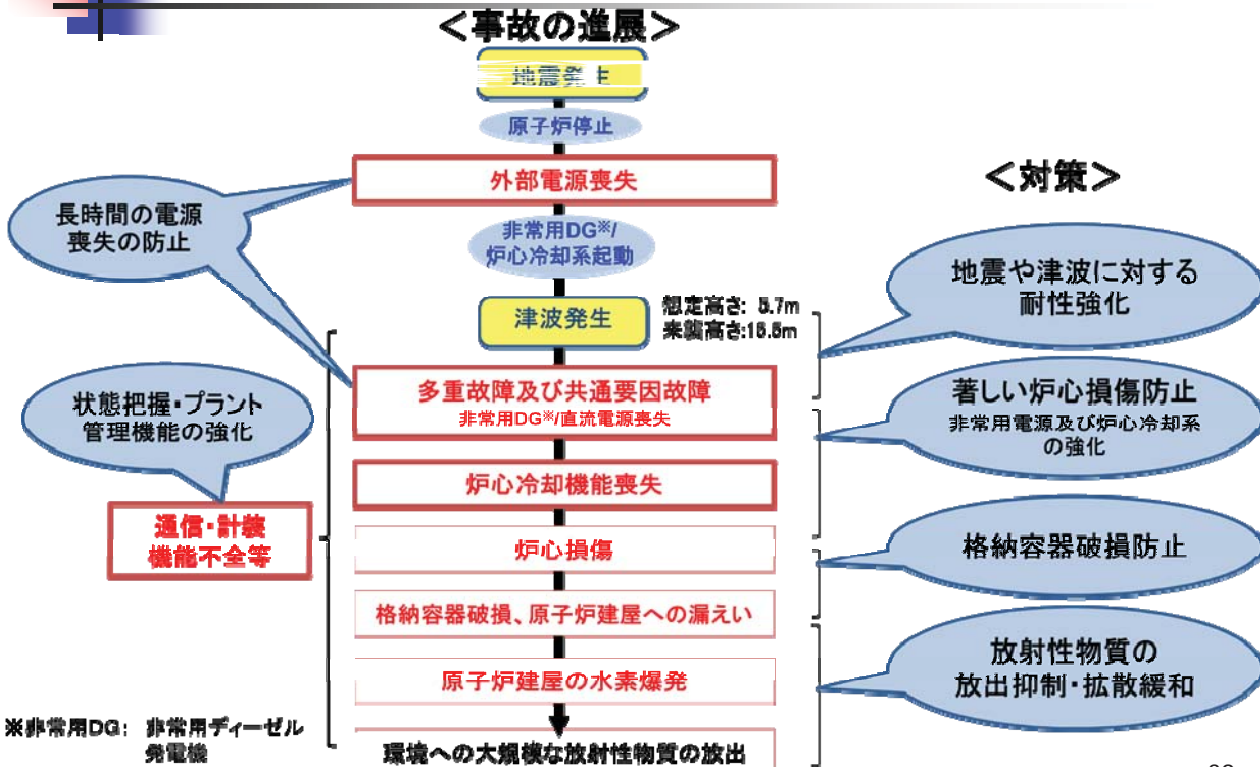 ＜事故の進展＞
地震発生
原子炉停止
外部電源喪失
＜対策＞
長時間の電源
喪失の防止
非常用DG※/
炉心冷却系起動
地震や津波に対する
耐性強化
津波発生
想定高さ: 5.7m
来襲高さ:15.5m
多重故障及び共通要因故障
非常用DG※/直流電源喪失
著しい炉心損傷防止
非常用電源及び炉心冷却系
の強化
状態把握・プラント
管理機能の強化
炉心冷却機能喪失
通信・計装
機能不全等
炉心損傷
格納容器破損防止
格納容器破損、原子炉建屋への漏えい
放射性物質の
放出抑制・拡散緩和
原子炉建屋の水素爆発
※非常用DG: 非常用ディーゼル
発電機
環境への大規模な放射性物質の放出